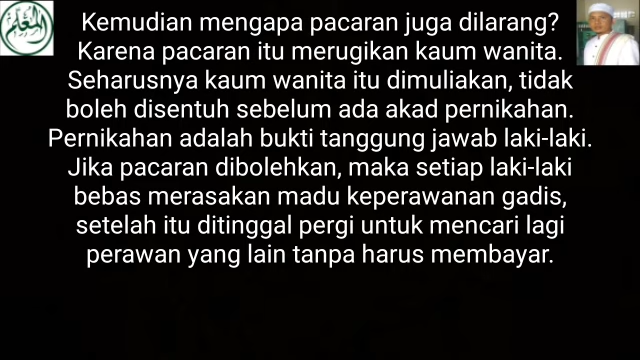 Kemudian mengapa pacaran juga dilarang?
Karena pacaran itu merugikan kaum wanita.
Seharusnya kaum wanita itu dimuliakan, tidak
boleh disentuh sebelum ada akad pernikahan.
Pernikahan adalah bukti tanggung jawab laki-laki.
Jika pacaran dibolehkan, maka setiap laki-laki
bebas merasakan madu keperawanan gadis,
setelah itu ditinggal pergi untuk mencari lagi
perawan yang lain tanpa harus membayar.